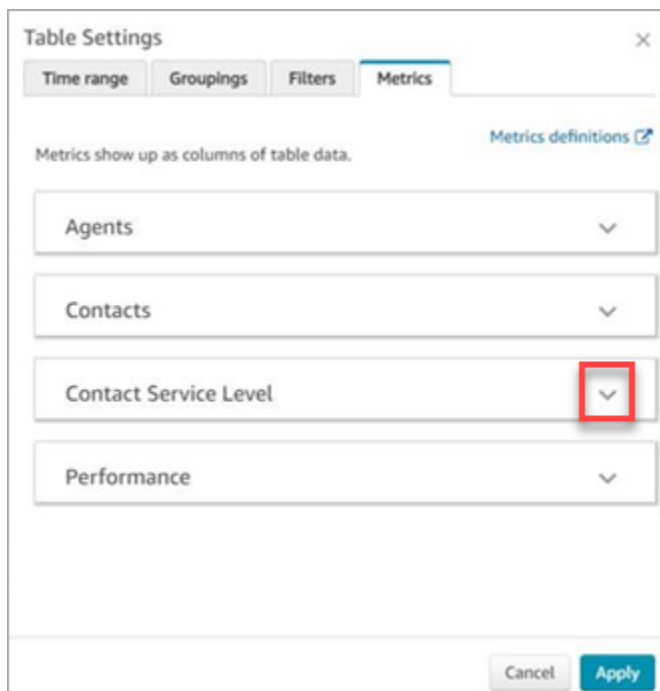 Table Settings
Time range Groupings Filters Metrics
Metrics definitions
Metrics show up as columns of table data.
Agents
Contacts
Contact Service Level
Performance
Cancel Apply